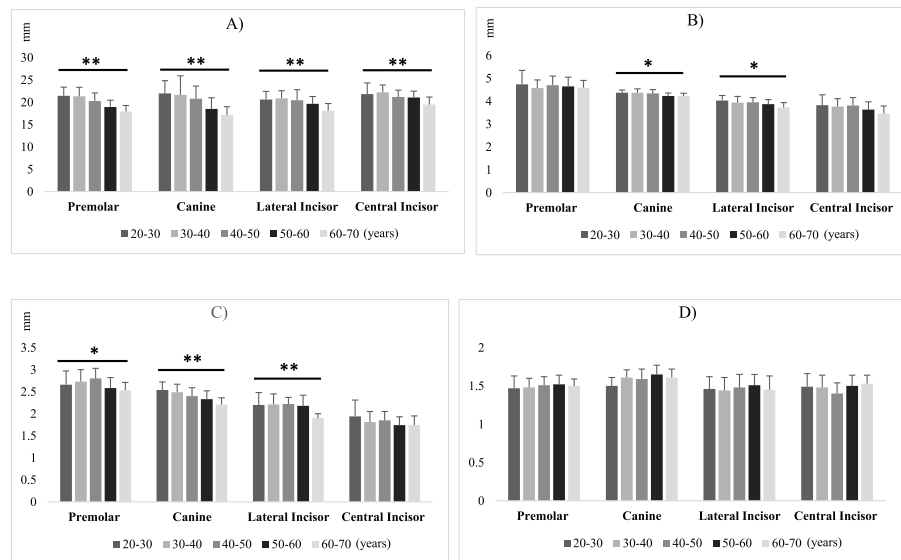 A)
mm
30
25
20
15
10
5
0
** ** ** **
Premolar Canine Lateral Incisor Central Incisor
20-30 30-40 40-50 50-60 60-70 (years)
B)
mm
6
5
4
3
2
1
0
* *
Premolar Canine Lateral Incisor Central Incisor
20-30 30-40 40-50 50-60 60-70 (years)
C)
mm
3.5
3
2.5
2
1.5
1
0.5
0
* ** **
Premolar Canine Lateral Incisor Central Incisor
20-30 30-40 40-50 50-60 60-70 (years)
D)
2
1.5
1
0.5
0
Premolar Canine Lateral Incisor Central Incisor
20-30 30-40 40-50 50-60 60-70 (years)